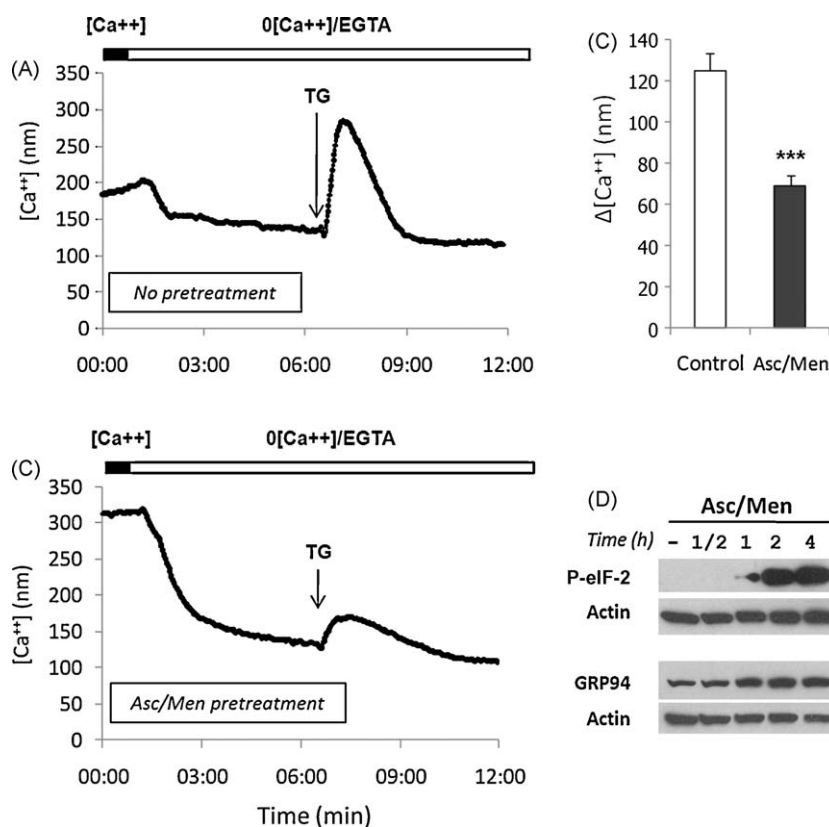 [Ca++] 0[Ca++]/EGTA
(A)
[Ca⁺⁺] (nm)
350
300
250
200
150
100
50
0
TG
No pretreatment
00:00 03:00 06:00 09:00 12:00
(C)
Δ[Ca⁺⁺] (nm)
140
120
100
80
60
40
20
0
***
Control Asc/Men
[Ca++] 0[Ca++]/EGTA
(C)
[Ca⁺⁺] (nm)
350
300
250
200
150
100
50
0
TG
Asc/Men pretreatment
00:00 03:00 06:00 09:00 12:00
Time (min)
(D)
Asc/Men
Time (h) – 1/2 1 2 4
P-eIF-2
Actin
GRP94
Actin